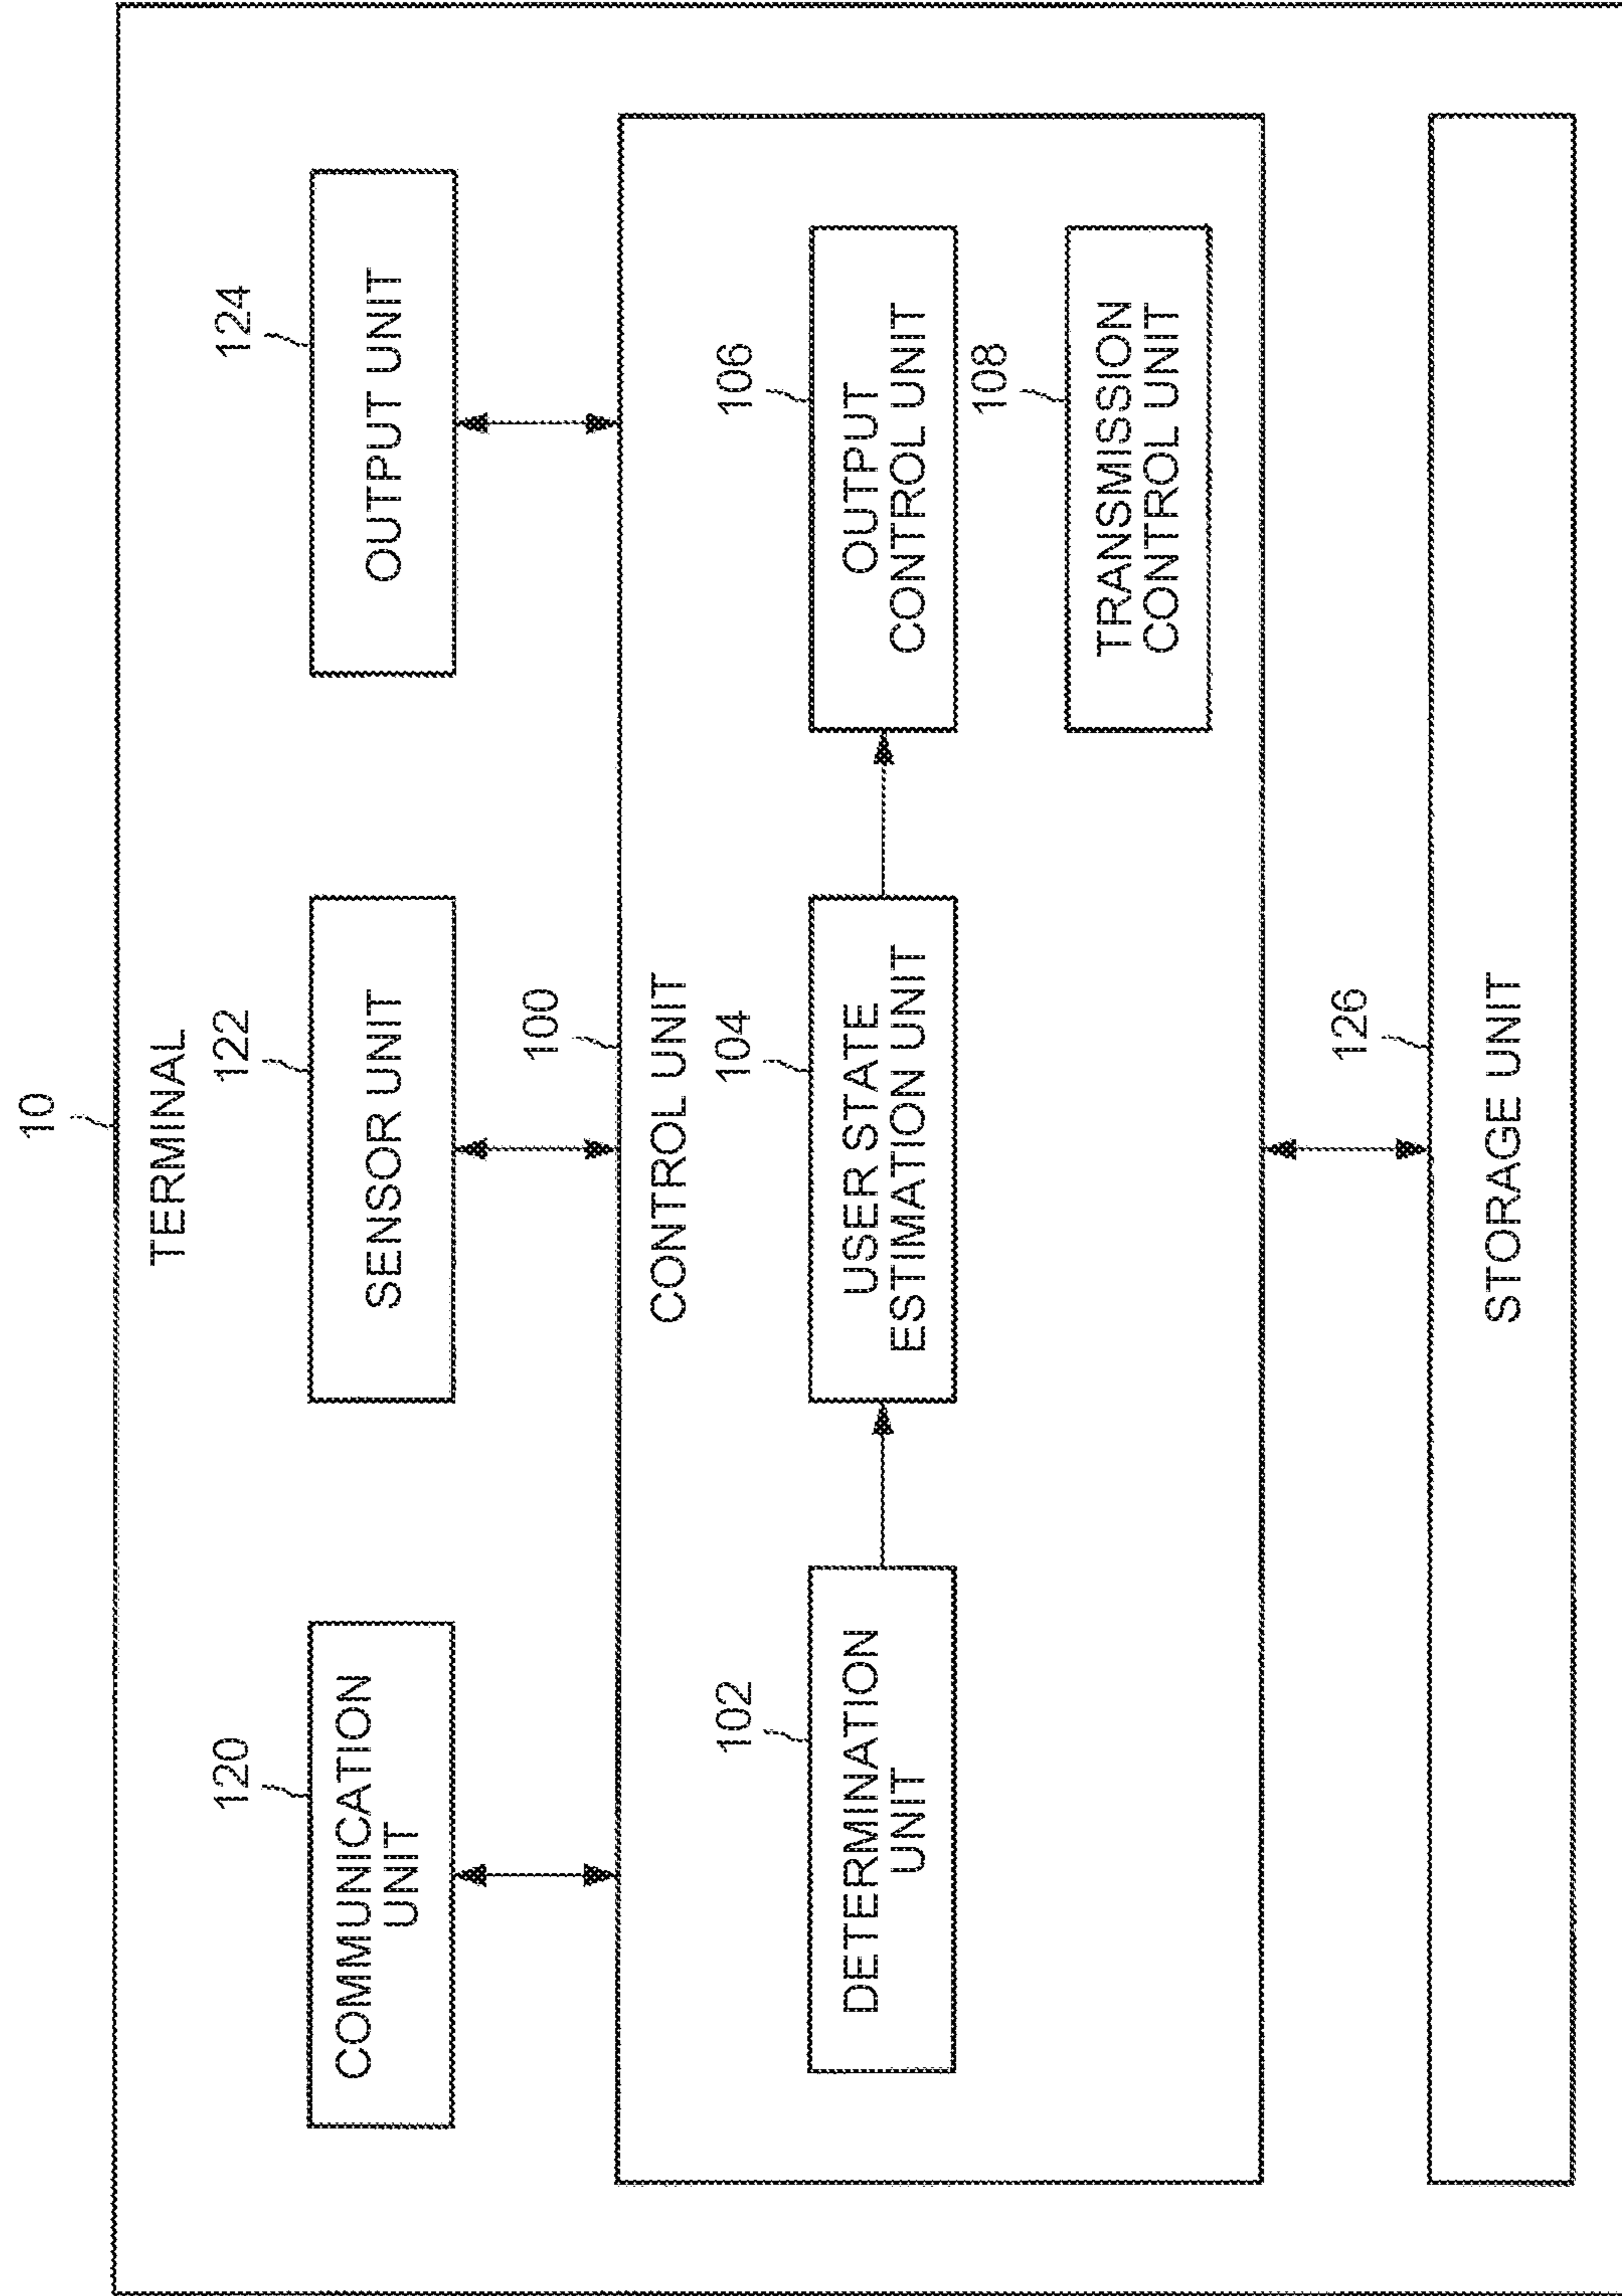 10
TERMINAL
120
COMMUNICATION
UNIT
122
SENSOR UNIT
124
OUTPUT UNIT
100
CONTROL UNIT
102
DETERMINATION
UNIT
104
USER STATE
ESTIMATION UNIT
106
OUTPUT
CONTROL UNIT
108
TRANSMISSION
CONTROL UNIT
126
STORAGE UNIT